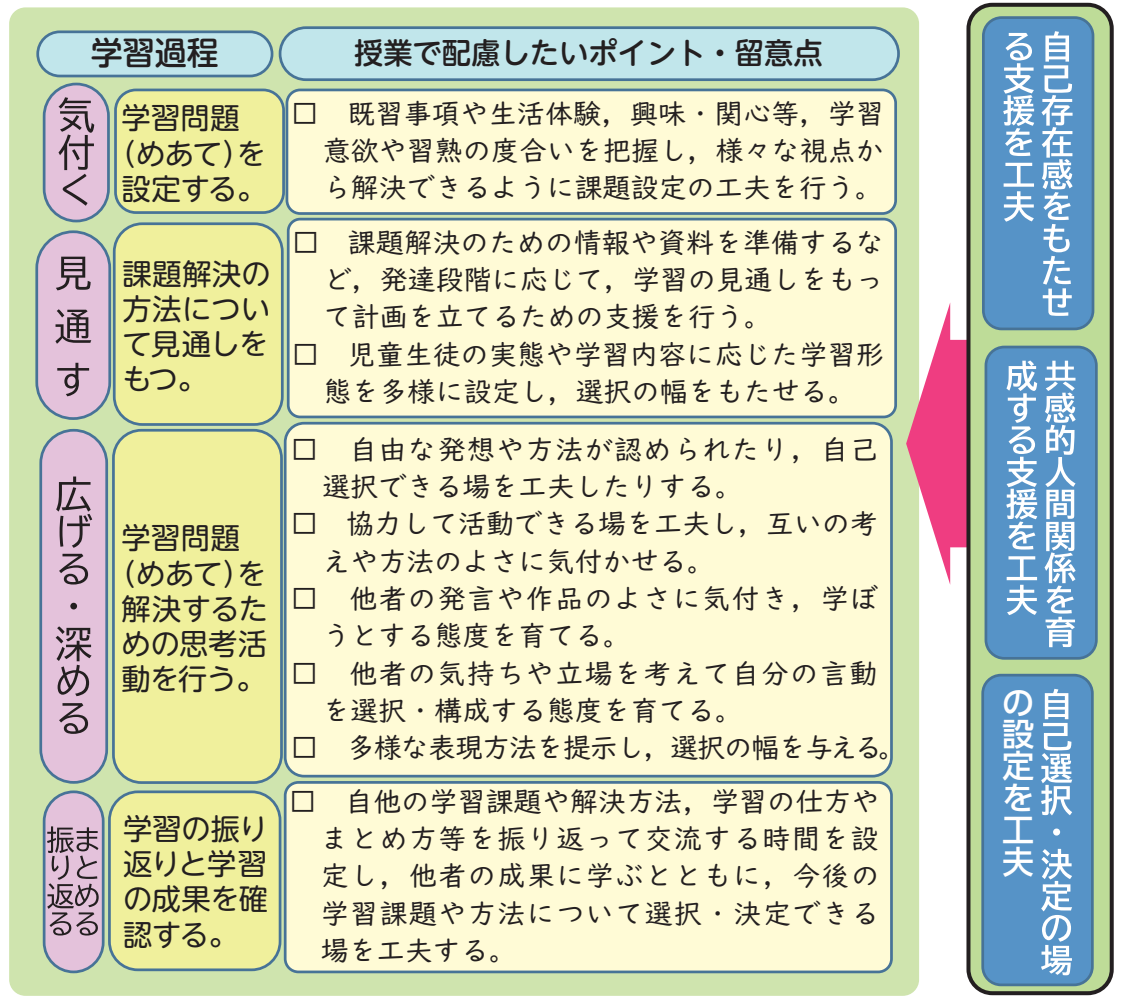 学習過程
授業で配慮したいポイント・留意点
気付く
学習問題
(めあて)を
設定する。
□ 既習事項や生活体験,興味・関心等,学習
意欲や習熟の度合いを把握し,様々な視点か
ら解決できるように課題設定の工夫を行う。
見通す
課題解決の
方法につい
て見通しを
もつ。
□ 課題解決のための情報や資料を準備するな
ど,発達段階に応じて,学習の見通しをもっ
て計画を立てるための支援を行う。
□ 児童生徒の実態や学習内容に応じた学習形
態を多様に設定し,選択の幅をもたせる。
広げる・深める
学習問題
(めあて)を
解決するた
めの思考活
動を行う。
□ 自由な発想や方法が認められたり,自己
選択できる場を工夫したりする。
□ 協力して活動できる場を工夫し,互いの考
えや方法のよさに気付かせる。
□ 他者の発言や作品のよさに気付き,学ぼ
うとする態度を育てる。
□ 他者の気持ちや立場を考えて自分の言動
を選択・構成する態度を育てる。
□ 多様な表現方法を提示し,選択の幅を与える。
まとめる
振り返る
学習の振り
返りと学習
の成果を確
認する。
□ 自他の学習課題や解決方法,学習の仕方や
まとめ方等を振り返って交流する時間を設
定し,他者の成果に学ぶとともに,今後の
学習課題や方法について選択・決定できる
場を工夫する。
自己存在感をもたせ
る支援を工夫
共感的人間関係を育
成する支援を工夫
自己選択・決定の場
の設定を工夫